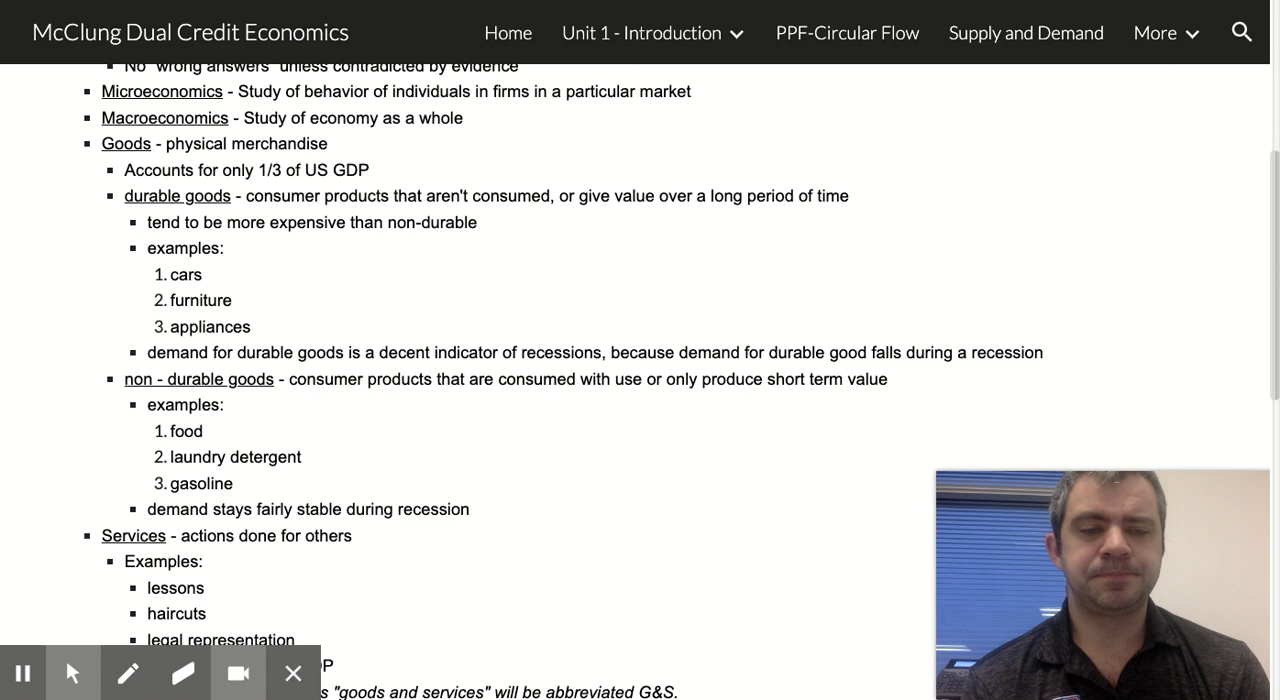 McClung Dual Credit Economics Home Unit 1 - Introduction PPF-Circular Flow Supply and Demand More
No "wrong answers" unless contradicted by evidence
Microeconomics - Study of behavior of individuals in firms in a particular market
Macroeconomics - Study of economy as a whole
Goods - physical merchandise
Accounts for only 1/3 of US GDP
durable goods - consumer products that aren't consumed, or give value over a long period of time
tend to be more expensive than non-durable
examples:
1. cars
2. furniture
3. appliances
demand for durable goods is a decent indicator of recessions, because demand for durable good falls during a recession
non - durable goods - consumer products that are consumed with use or only produce short term value
examples:
1. food
2. laundry detergent
3. gasoline
demand stays fairly stable during recession
Services - actions done for others
Examples:
lessons
haircuts
legal representation
"goods and services" will be abbreviated G&S.